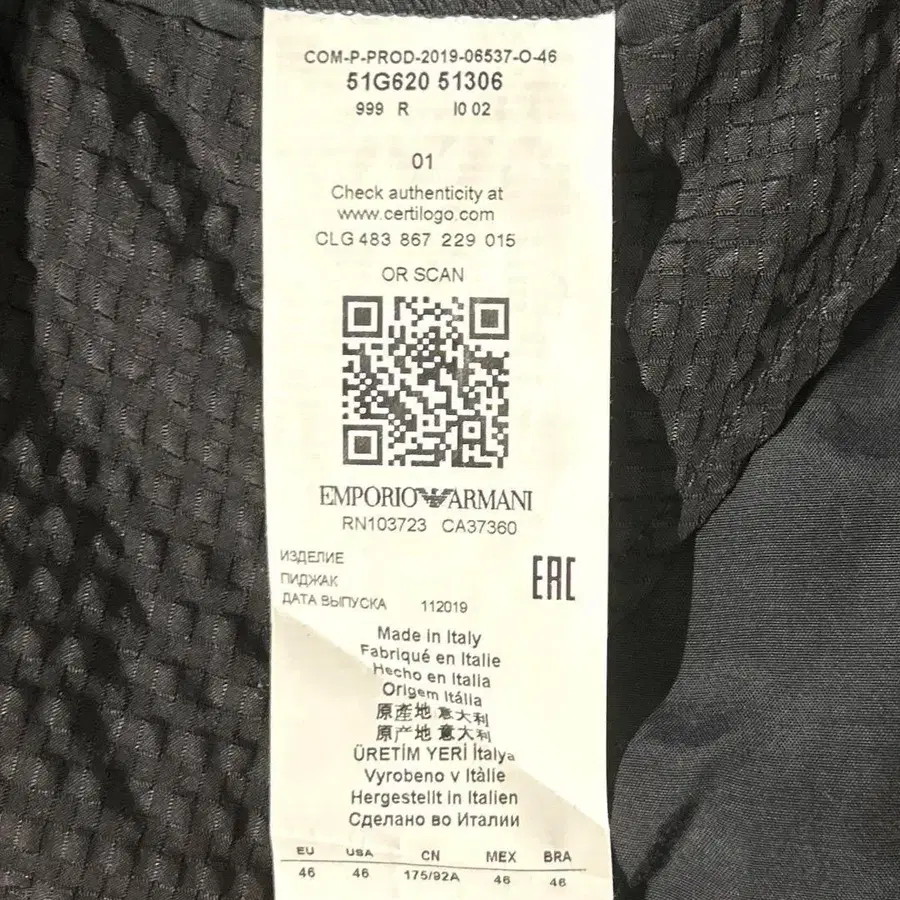 COM-P-PROD-2019-06537-O-46
51G620 51306
999 R I0 02
01
Check authenticity at
www.certilogo.com
CLG 483 867 229 015
OR SCAN
EMPORIO ARMANI
RN103723 CA37360
ИЗДЕЛИЕ
ПИДЖАК
EAC
ДАТА ВЫПУСКА 112019
Made in Italy
Fabriqué en Italie
Hecho en Italia
Origem Itália
原產地 意大利
原产地 意大利
ÜRETİM YERİ İtalya
Vyrobeno v Itàlie
Hergestellt in Italien
Сделано во Италии
EU USA CN MEX BRA
46 46 175/92A 46 46